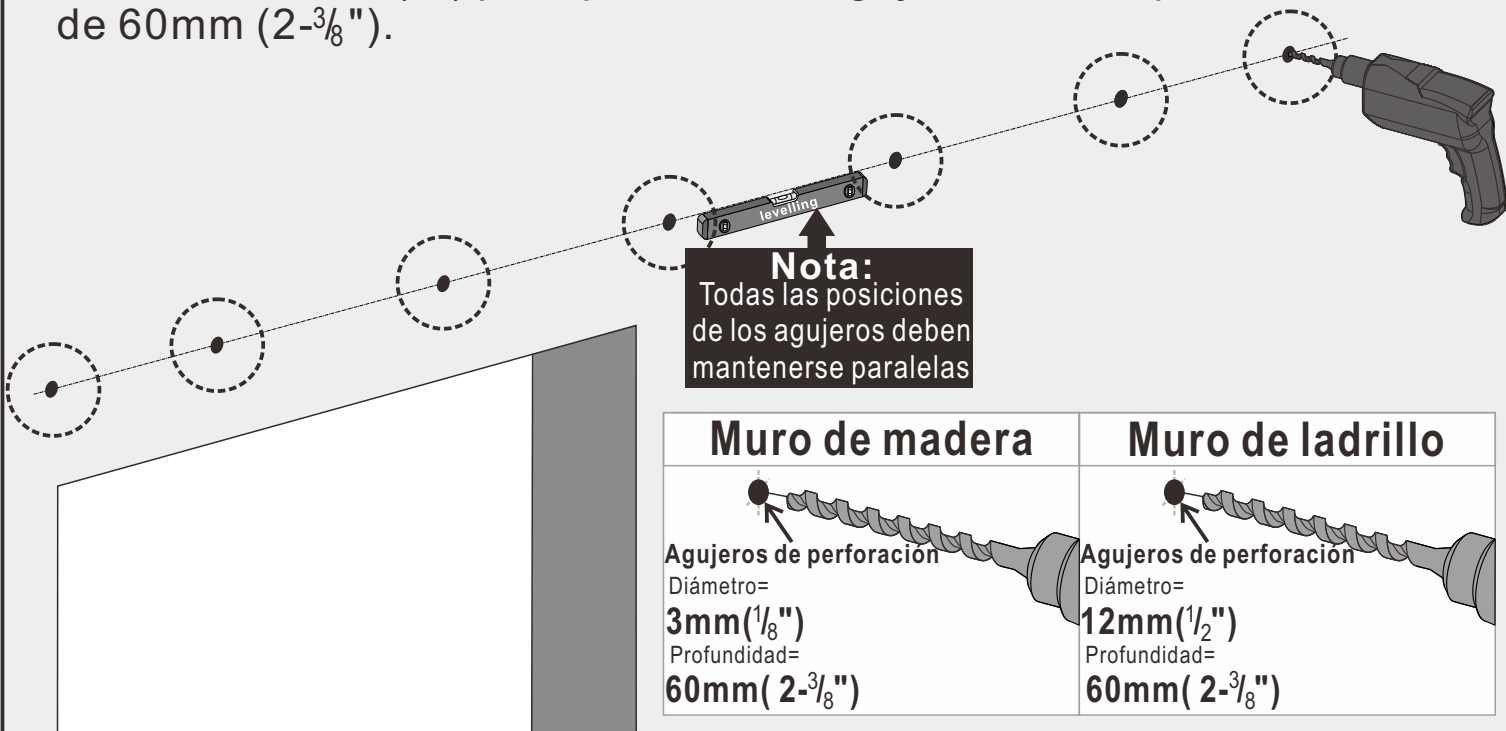 de 60mm (2-3/8").
levelling
Nota:
Todas las posiciones
de los agujeros deben
mantenerse paralelas
Muro de madera
Muro de ladrillo
Agujeros de perforación
Diámetro=
3mm(1/8")
Profundidad=
60mm( 2-3/8")
Agujeros de perforación
Diámetro=
12mm(1/2")
Profundidad=
60mm( 2-3/8")